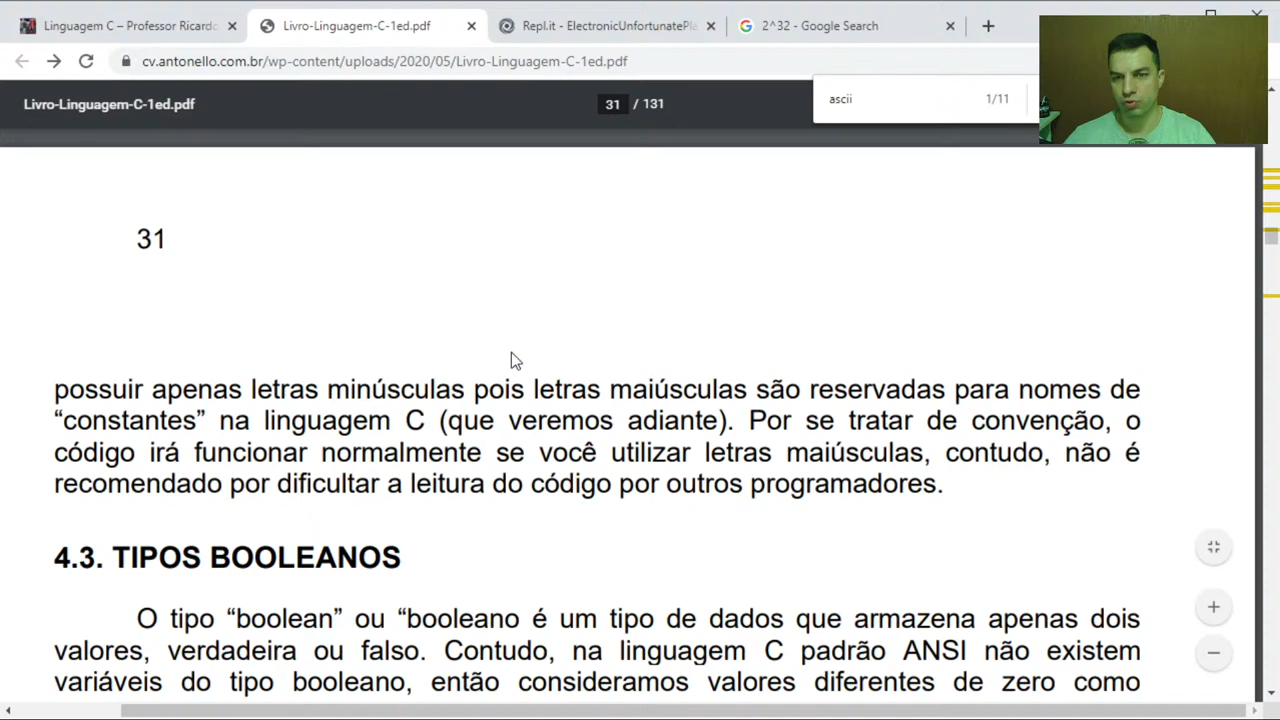 Linguagem C – Professor Ricardo
Livro-Linguagem-C-1ed.pdf
Repl.it - ElectronicUnfortunatePla
2^32 - Google Search
cv.antonello.com.br/wp-content/uploads/2020/05/Livro-Linguagem-C-1ed.pdf
Livro-Linguagem-C-1ed.pdf
31 / 131
ascii
1/11
31
possuir apenas letras minúsculas pois letras maiúsculas são reservadas para nomes de
“constantes” na linguagem C (que veremos adiante). Por se tratar de convenção, o
código irá funcionar normalmente se você utilizar letras maiúsculas, contudo, não é
recomendado por dificultar a leitura do código por outros programadores.
4.3. TIPOS BOOLEANOS
O tipo “boolean” ou “booleano é um tipo de dados que armazena apenas dois
valores, verdadeira ou falso. Contudo, na linguagem C padrão ANSI não existem
variáveis do tipo booleano, então consideramos valores diferentes de zero como